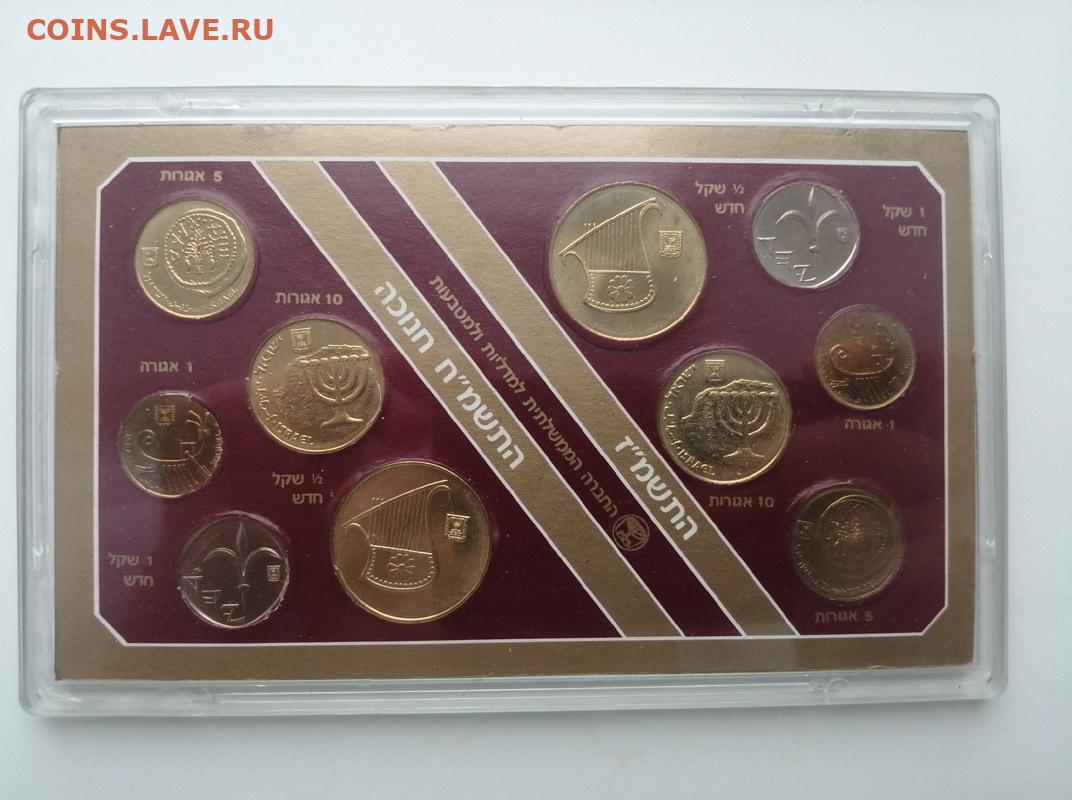 COINS.LAVE.RU
5 אגורות
10 אגורות
1 אגורה
½ שקל
חדש
1 שקל
חדש
התשמ"ח חנוכה
החברה הממשלתית למדליות ולמטבעות
התשמ"ז
½ שקל
חדש
1 שקל
חדש
1 אגורה
10 אגורות
5 אגורות
ISRAEL
ISRAEL
ISRAEL